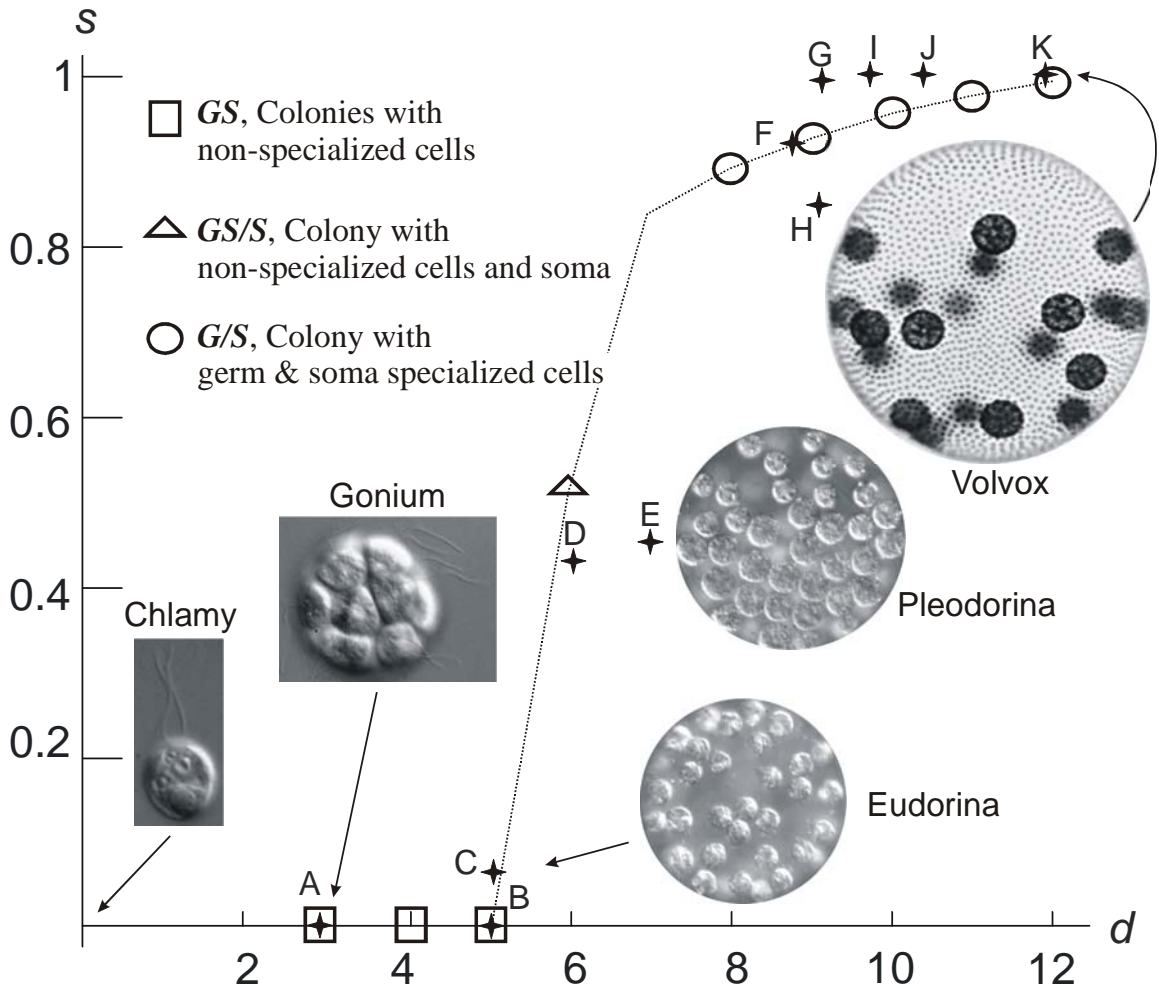 s
1
GS, Colonies with
non-specialized cells
GS/S, Colony with
non-specialized cells and soma
G/S, Colony with
germ & soma specialized cells
G
I
J
K
F
H
0.8
0.6
Volvox
Gonium
D
E
0.4
Chlamy
Pleodorina
0.2
Eudorina
C
A
B
d
2
4
6
8
10
12